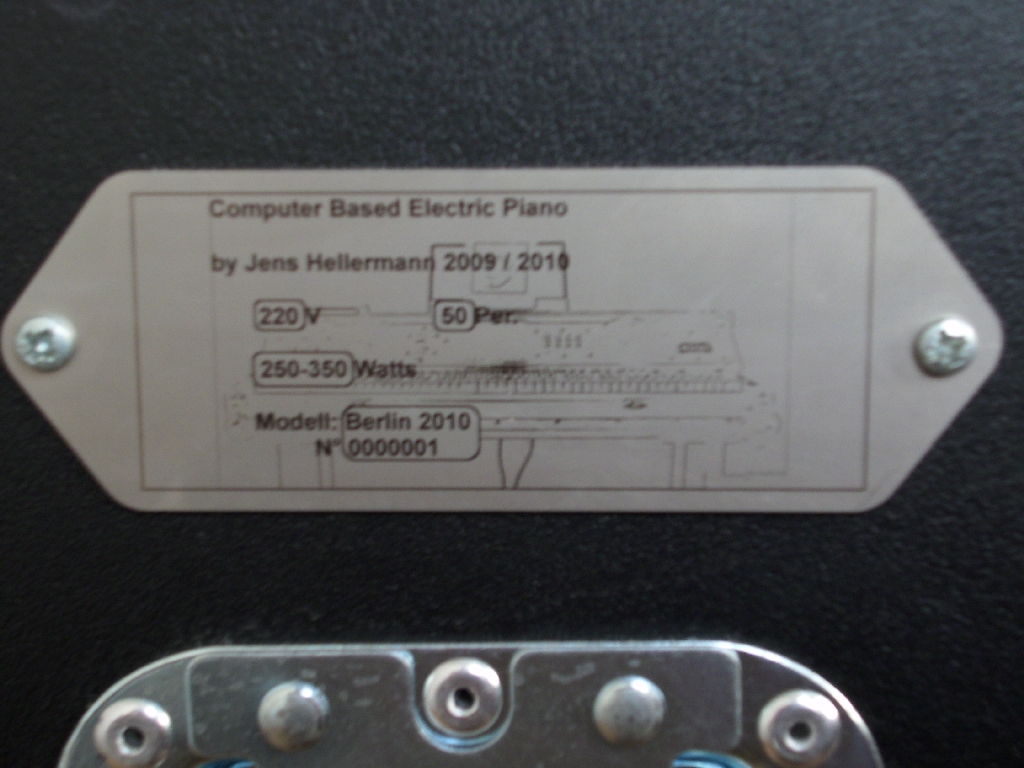 Computer Based Electric Piano
by Jens Hellermann 2009 / 2010
220 V 50 Per.
250-350 Watts
Modell: Berlin 2010
N° 0000001